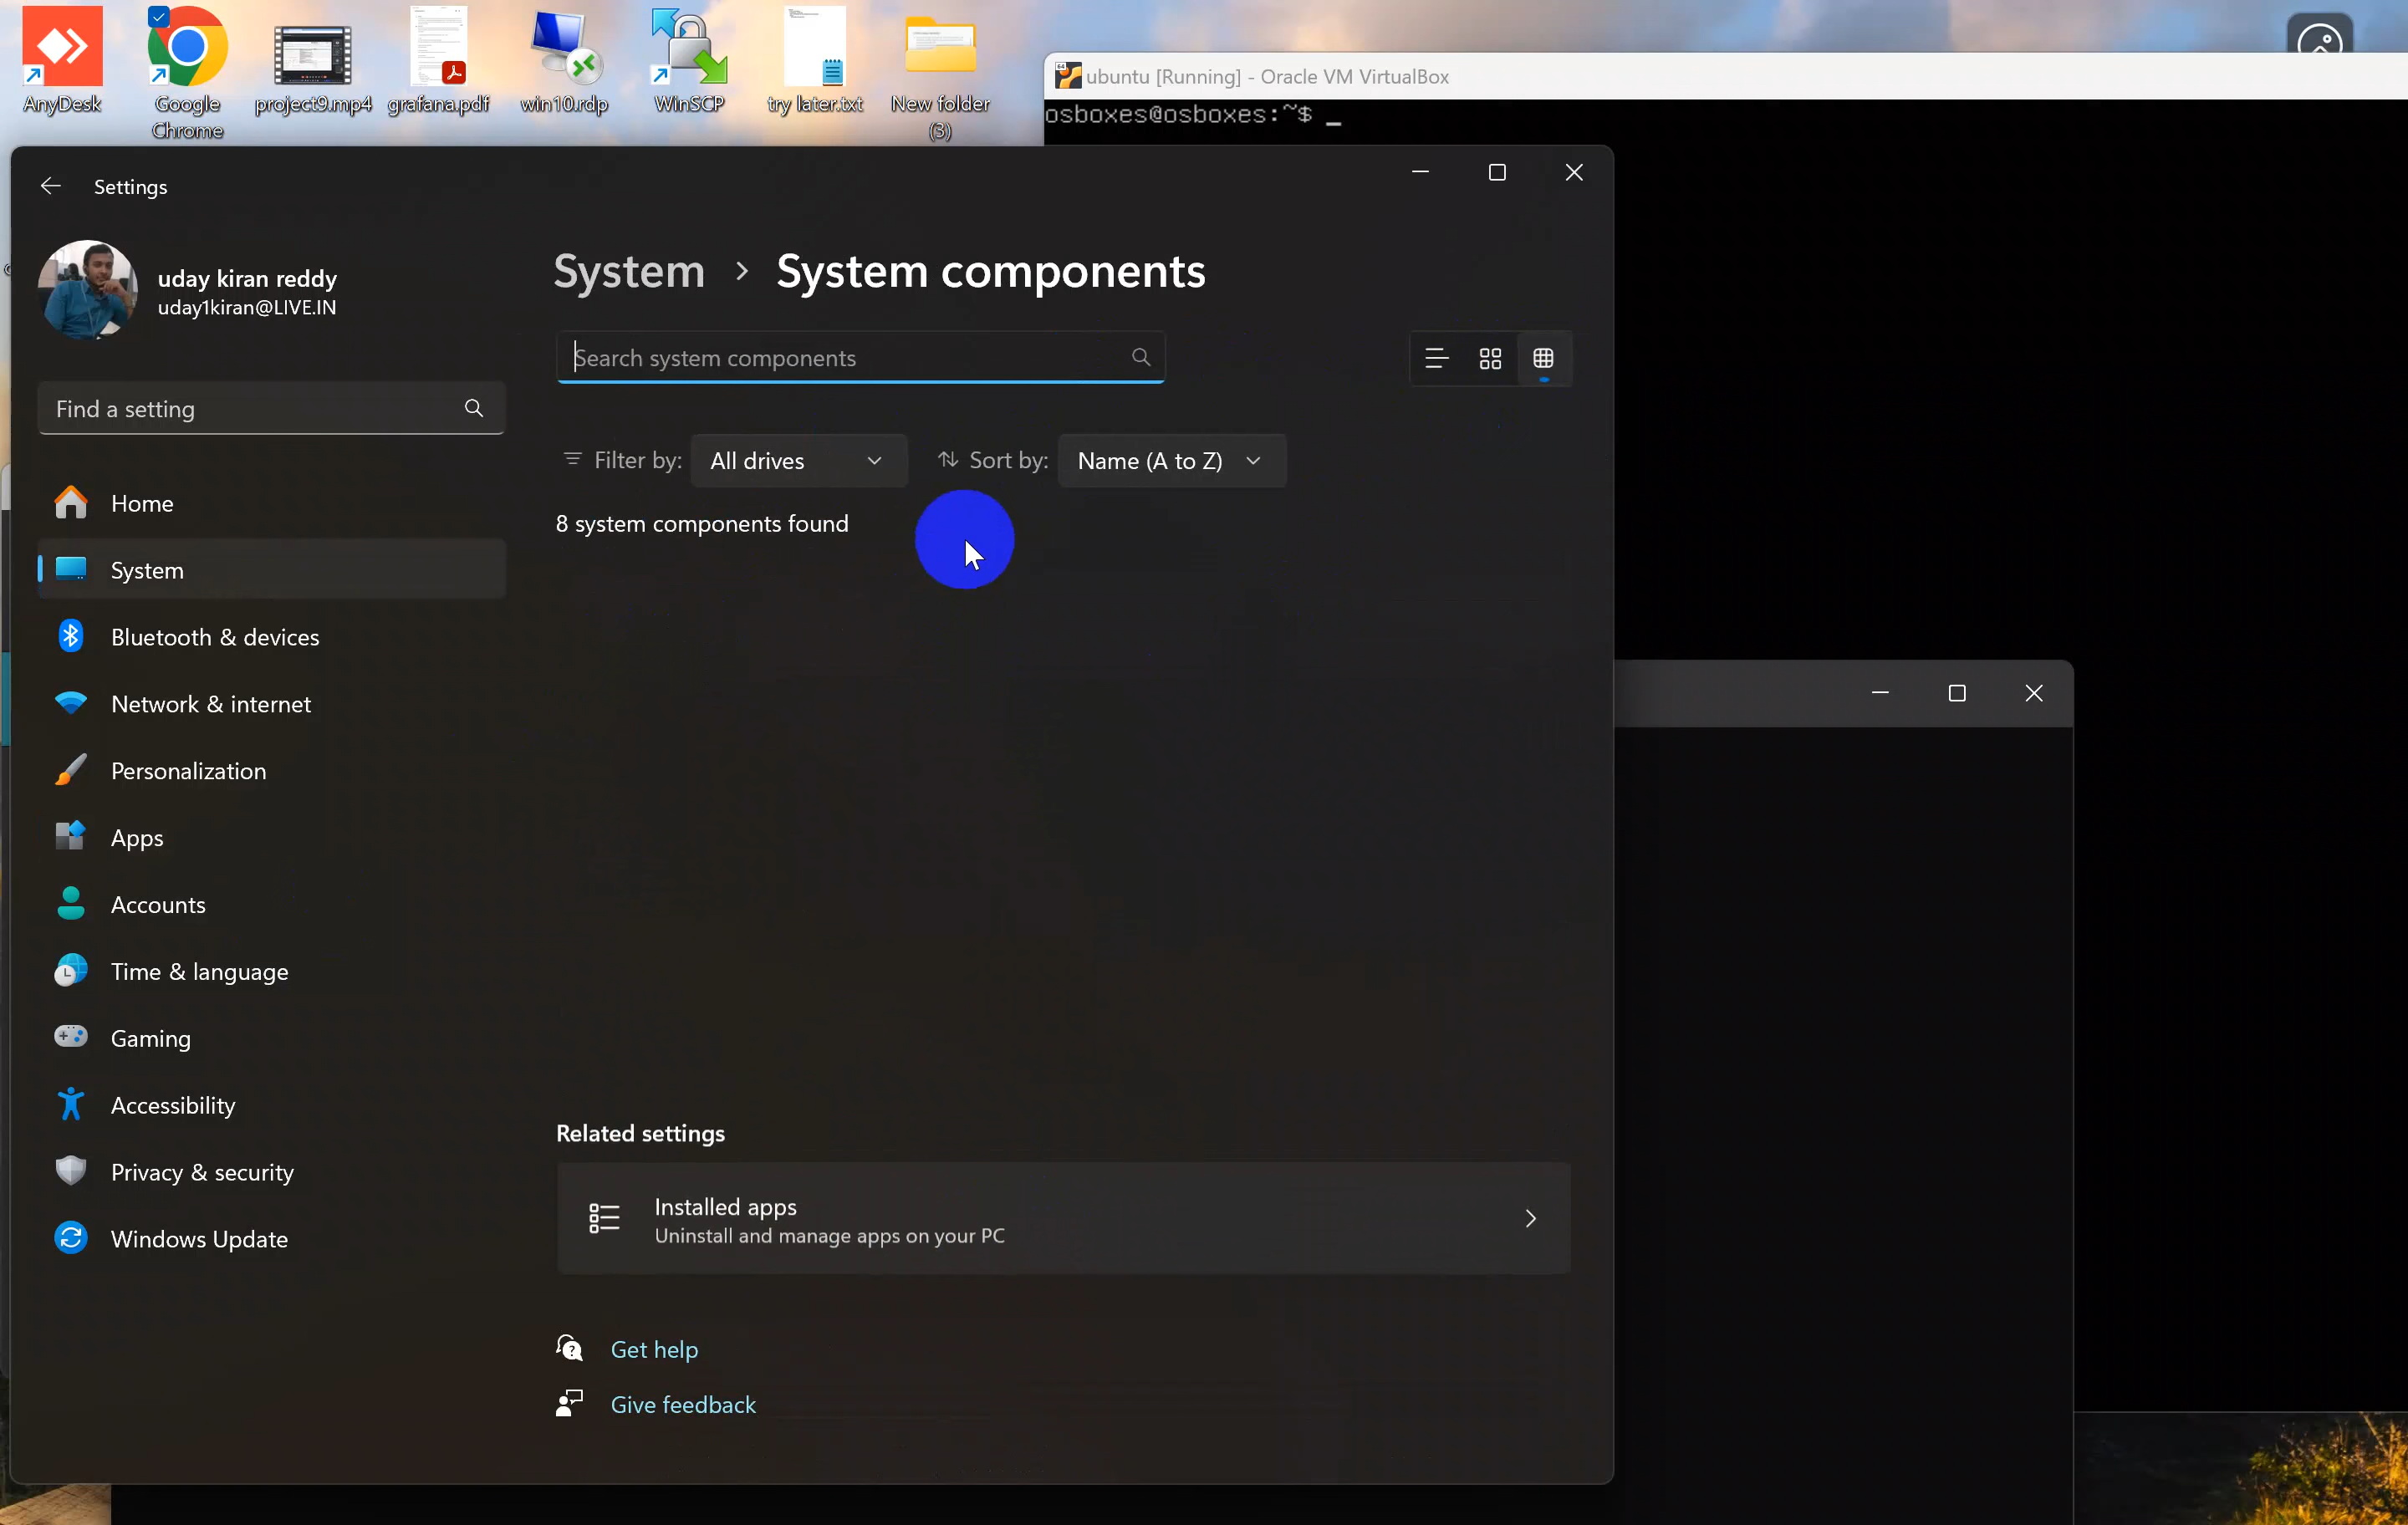 AnyDesk
Google
Chrome
project9.mp4
grafana.pdf
win10.rdp
WinSCP
try later.txt
New folder
(3)
ubuntu [Running] - Oracle VM VirtualBox
osboxes@osboxes:~$ _
Settings
uday kiran reddy
uday1kiran@LIVE.IN
Find a setting
Home
System
Bluetooth & devices
Network & internet
Personalization
Apps
Accounts
Time & language
Gaming
Accessibility
Privacy & security
Windows Update
System > System components
Search system components
Filter by: All drives
Sort by: Name (A to Z)
8 system components found
Related settings
Installed apps
Uninstall and manage apps on your PC
Get help
Give feedback